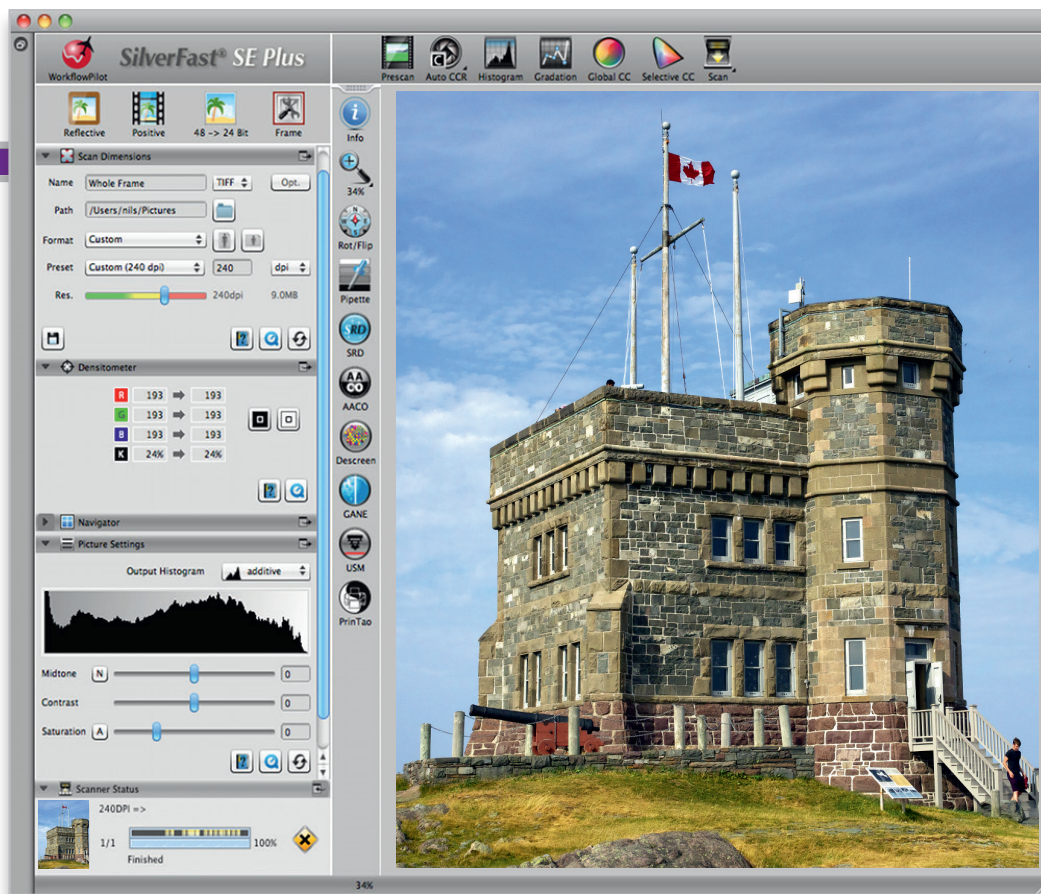 SilverFast® SE Plus
WorkflowPilot
Prescan Auto CCR Histogram Gradation Global CC Selective CC Scan
Reflective Positive 48 -> 24 Bit Frame
Scan Dimensions
Name Whole Frame TIFF Opt.
Path /Users/nils/Pictures
Format Custom
Preset Custom (240 dpi) 240 dpi
Res. 240dpi 9.0MB
Densitometer
R 193 193
G 193 193
B 193 193
K 24% 24%
Navigator
Picture Settings
Output Histogram additive
Midtone N 0
Contrast 0
Saturation A 0
Scanner Status
240DPI =>
1/1 100%
Finished
Info
34%
Rot/Flip
Pipette
SRD
SRD
AACO
AACO
Descreen
GANE
USM
PrinTao
34%